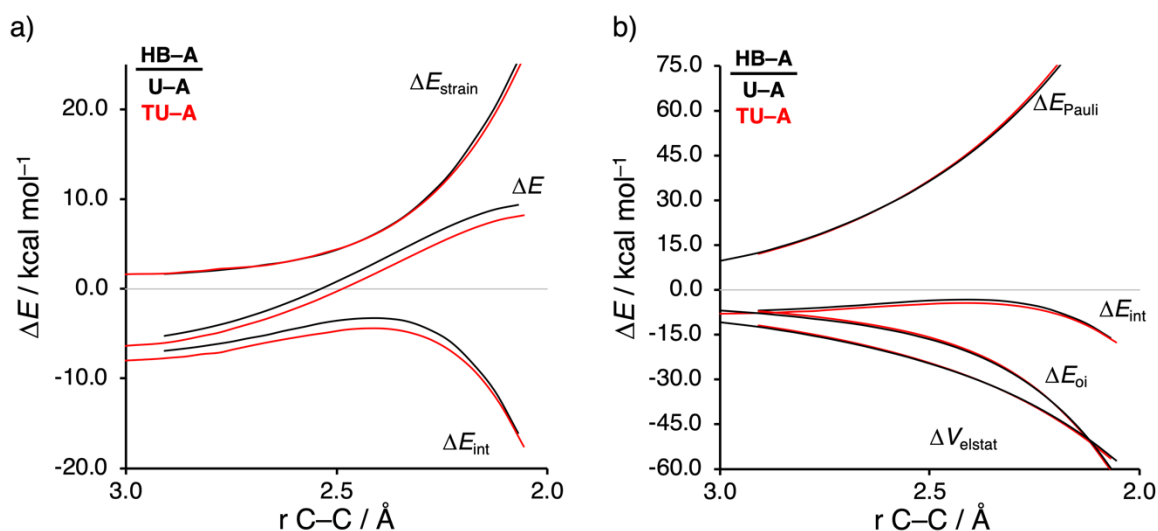 a)
HB–A
U–A
TU–A
ΔE / kcal mol⁻¹
20.0
10.0
0.0
-10.0
-20.0
ΔEstrain
ΔE
ΔEint
3.0 2.5 2.0
r C–C / Å
b)
HB–A
U–A
TU–A
ΔE / kcal mol⁻¹
75.0
60.0
45.0
30.0
15.0
0.0
-15.0
-30.0
-45.0
-60.0
ΔEPauli
ΔEint
ΔEoi
ΔVelstat
3.0 2.5 2.0
r C–C / Å